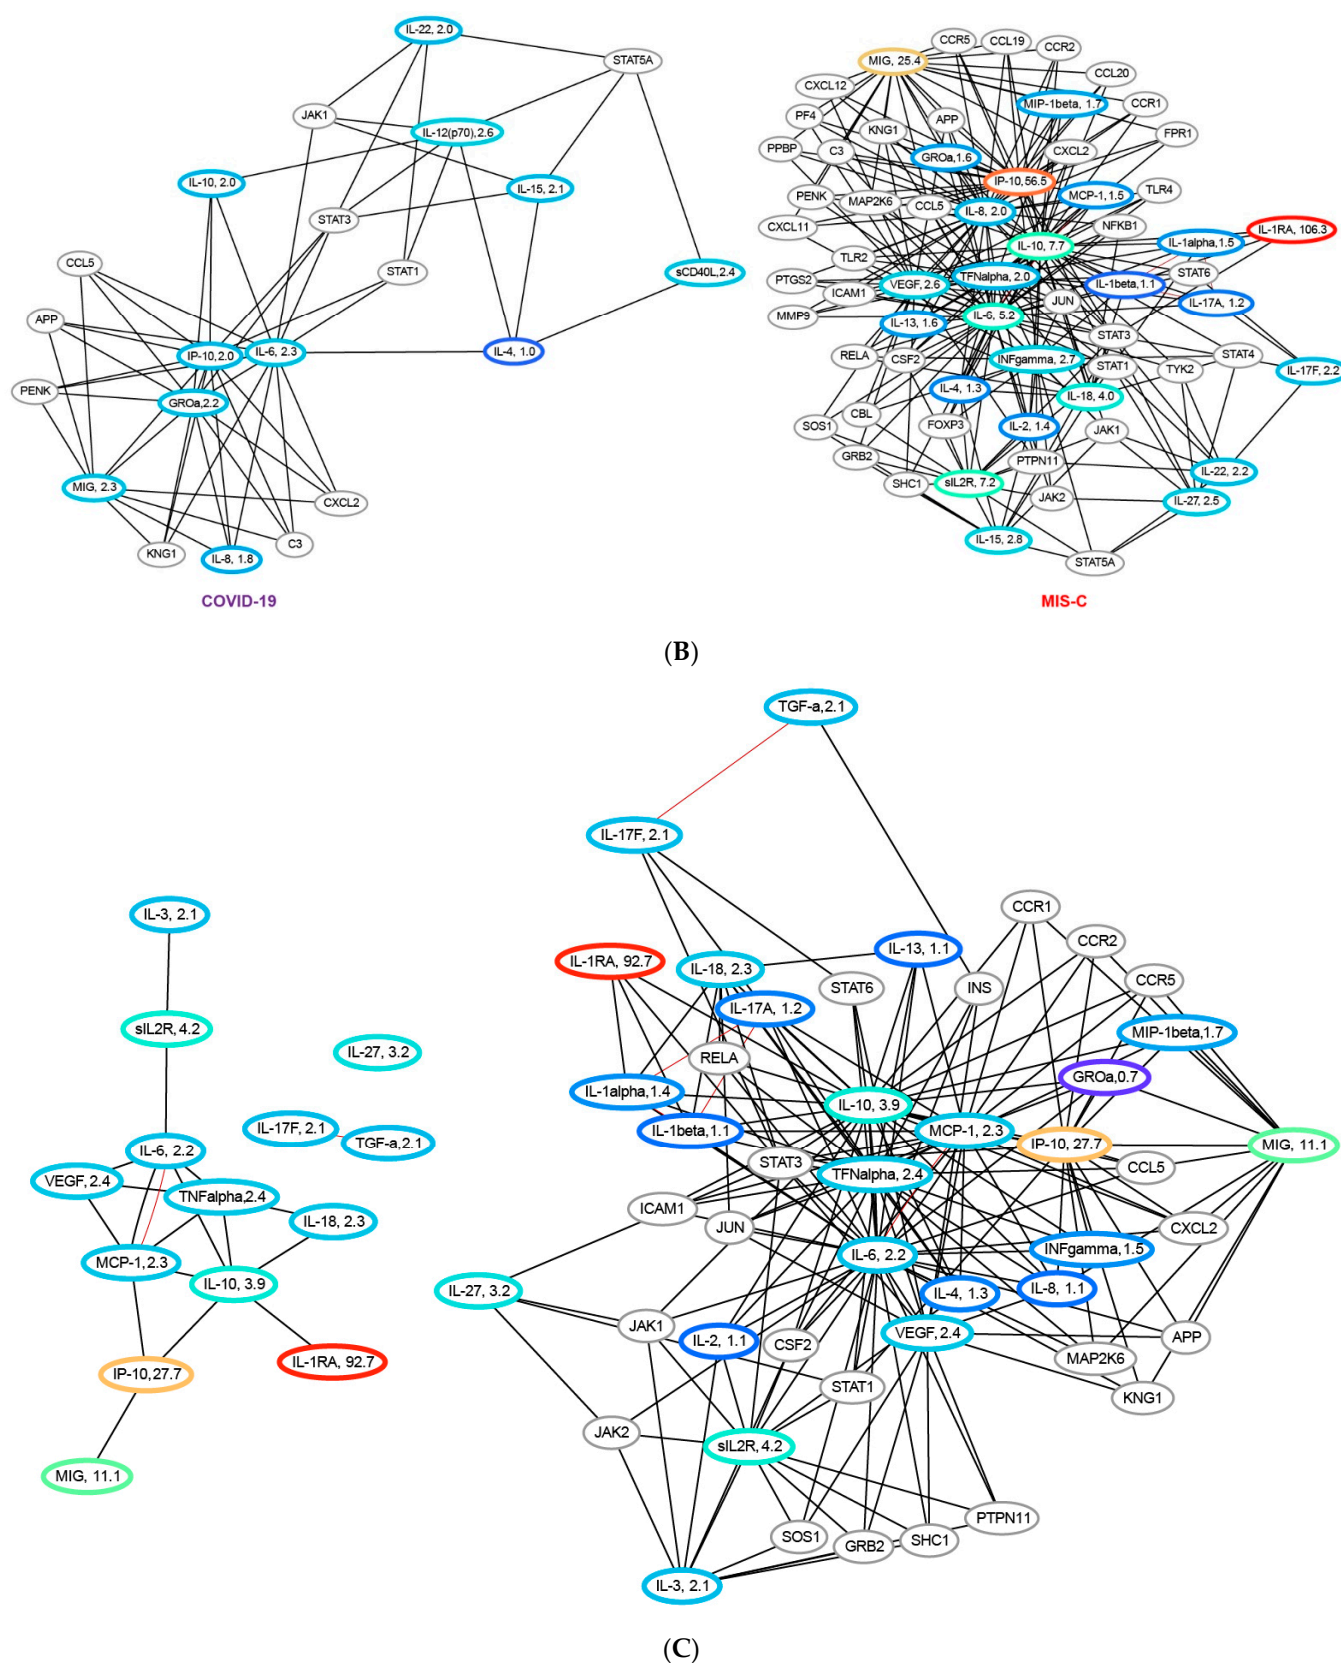 IL-22, 2.0
STAT5A
JAK1
IL-12(p70), 2.6
IL-10, 2.0
IL-15, 2.1
STAT3
CCL5
STAT1
sCD40L,2.4
APP
IP-10,2.0
IL-6, 2.3
IL-4, 1.0
PENK
GROa,2.2
MIG, 2.3
CXCL2
KNG1
IL-8, 1.8
C3
COVID-19
CCR5
CCL19
CCR2
MIG, 25.4
CCL20
CXCL12
MIP-1beta, 1.7
CCR1
PF4
KNG1
APP
FPR1
PPBP
C3
GROa,1.6
CXCL2
IP-10,56.5
PENK
MAP2K6
CCL5
MCP-1, 1.5
TLR4
IL-8, 2.0
CXCL11
NFKB1
IL-1RA, 106.3
IL-10, 7.7
IL-1alpha,1.5
TLR2
STAT6
PTGS2
VEGF, 2.6
TFNalpha, 2.0
IL-1beta,1.1
ICAM1
JUN
IL-17A, 1.2
MMP9
IL-13, 1.6
IL-6, 5.2
STAT3
RELA
CSF2
INFgamma, 2.7
STAT1
TYK2
STAT4
IL-17F, 2.2
IL-4, 1.3
IL-18, 4.0
SOS1
CBL
FOXP3
IL-2, 1.4
JAK1
GRB2
PTPN11
IL-22, 2.2
SHC1
sIL2R, 7.2
JAK2
IL-27, 2.5
IL-15, 2.8
STAT5A
MIS-C
(B)
IL-3, 2.1
sIL2R, 4.2
IL-27, 3.2
IL-17F, 2.1
TGF-a,2.1
IL-6, 2.2
VEGF, 2.4
TNFalpha,2.4
IL-18, 2.3
MCP-1, 2.3
IL-10, 3.9
IP-10,27.7
IL-1RA, 92.7
MIG, 11.1
TGF-a,2.1
IL-17F, 2.1
CCR1
IL-13, 1.1
CCR2
IL-1RA, 92.7
IL-18, 2.3
STAT6
INS
CCR5
IL-17A, 1.2
MIP-1beta,1.7
RELA
GROa,0.7
IL-1alpha,1.4
IL-10, 3.9
IL-1beta,1.1
MCP-1, 2.3
IP-10, 27.7
MIG, 11.1
STAT3
TFNalpha, 2.4
CCL5
ICAM1
JUN
CXCL2
IL-6, 2.2
INFgamma, 1.5
IL-27, 3.2
IL-4, 1.3
IL-8, 1.1
JAK1
IL-2, 1.1
CSF2
VEGF, 2.4
APP
MAP2K6
STAT1
KNG1
JAK2
sIL2R, 4.2
PTPN11
SOS1
GRB2
SHC1
IL-3, 2.1
(C)